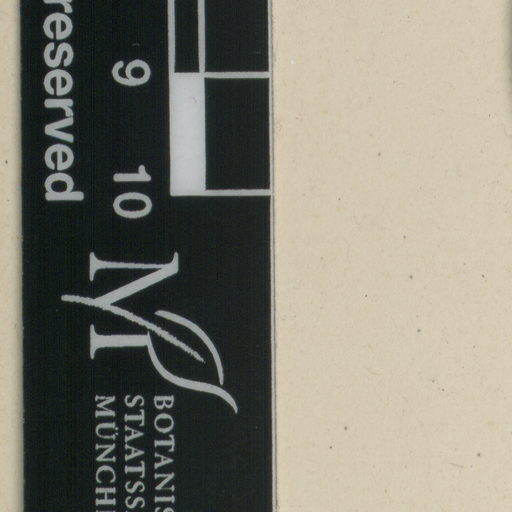 reserved
9 10
M
BOTANIS
STAATSS
MÜNCH